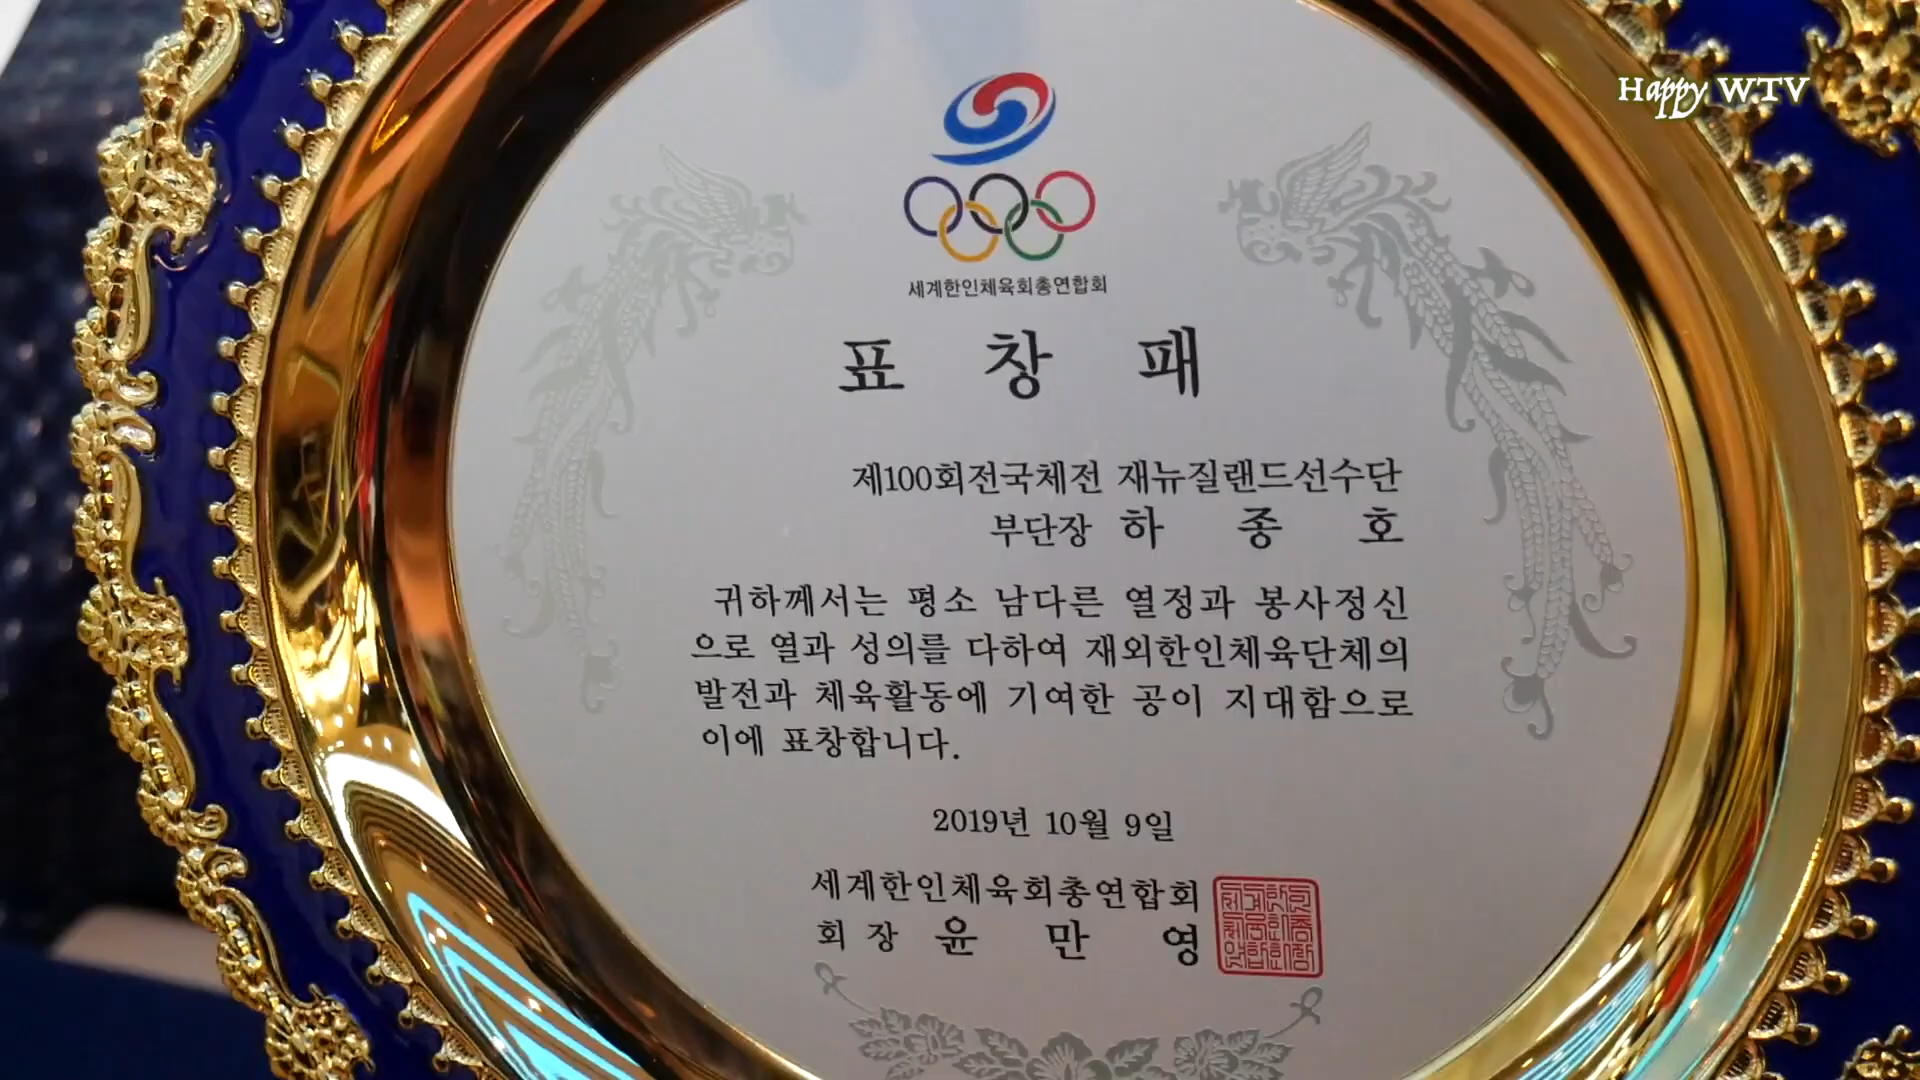 Happy WTV
세계한인체육회총연합회
표 창 패
제100회전국체전 재뉴질랜드선수단
부단장 하 종 호
귀하께서는 평소 남다른 열정과 봉사정신
으로 열과 성의를 다하여 재외한인체육단체의
발전과 체육활동에 기여한 공이 지대함으로
이에 표창합니다.
2019년 10월 9일
세계한인체육회총연합회
회 장 윤 만 영